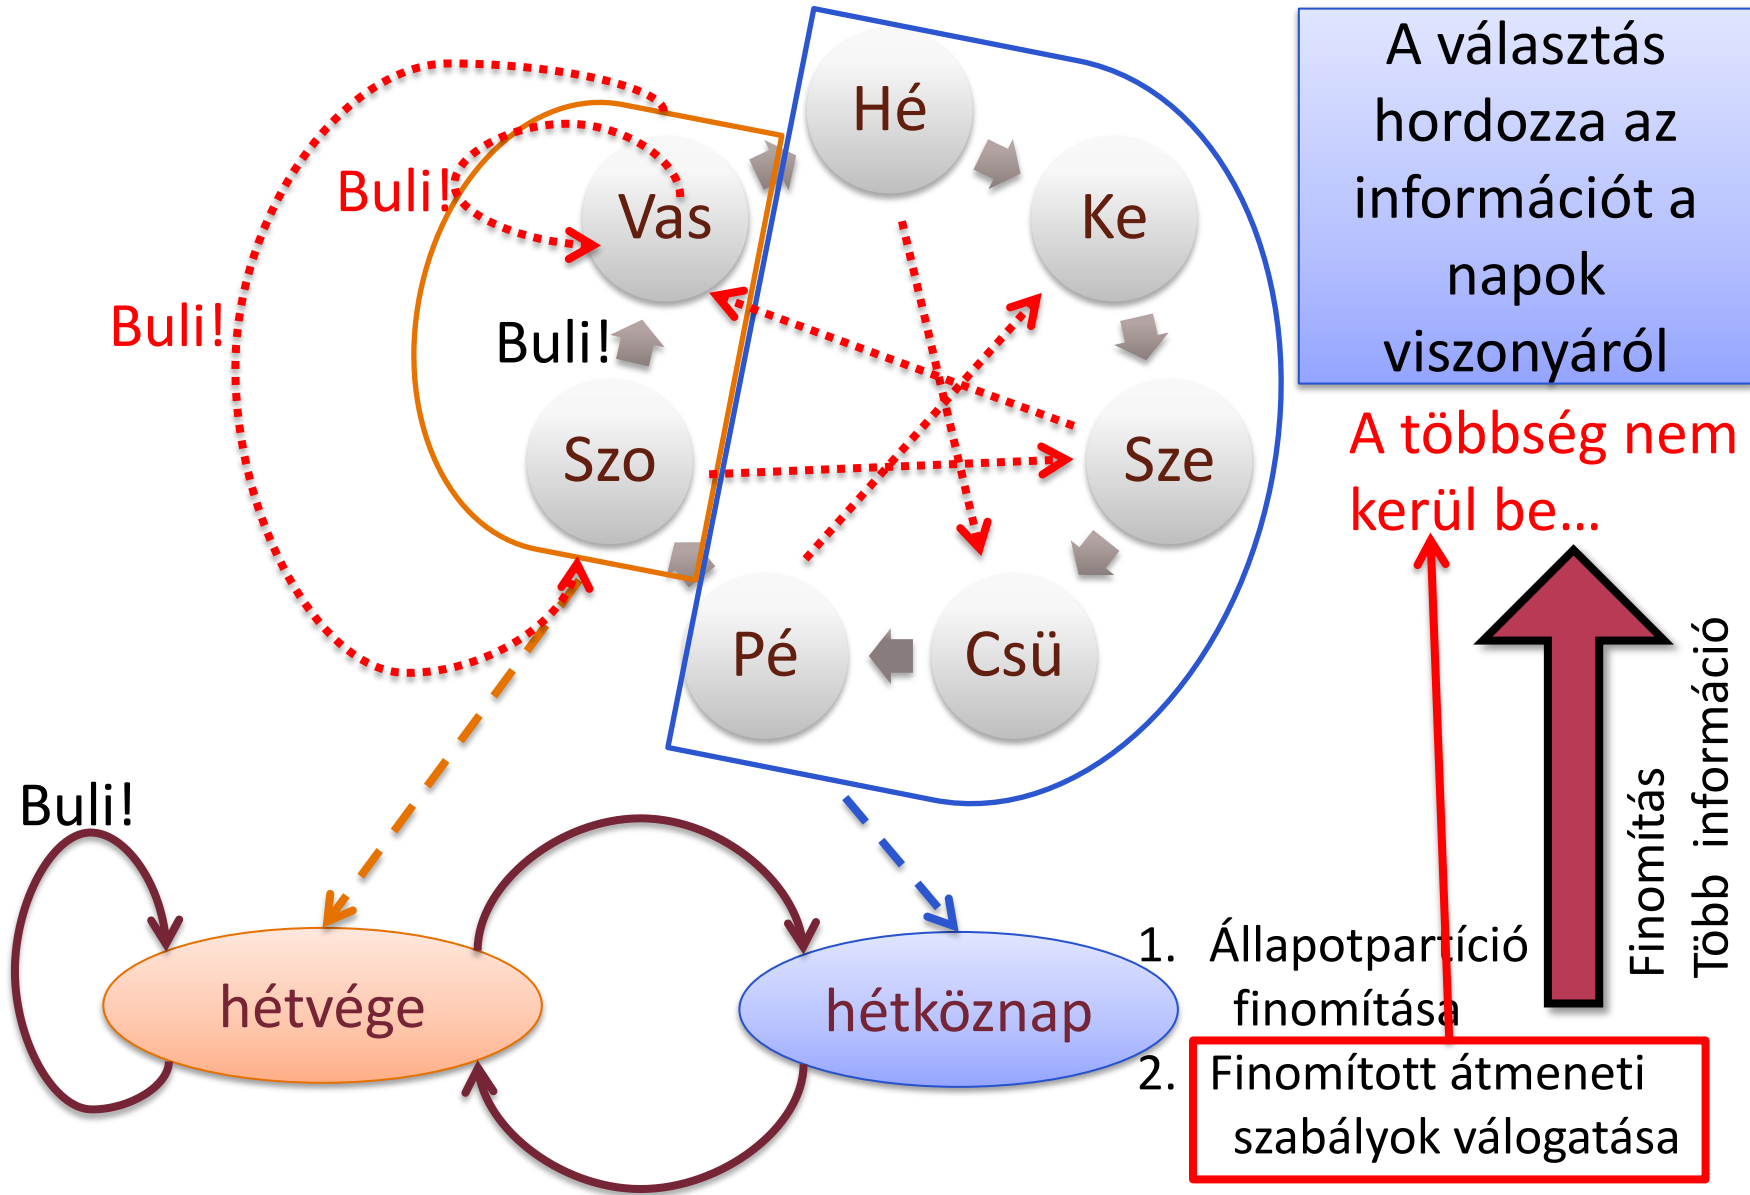 Hé
Ke
Sze
Csü
Pé
Szo
Vas
Buli!
Buli!
Buli!
Buli!
hétvége
hétköznap
A választás
hordozza az
információt a
napok
viszonyáról
A többség nem
kerül be…
Finomítás
Több információ
1. Állapotpartíció
finomítása
2. Finomított átmeneti
szabályok válogatása